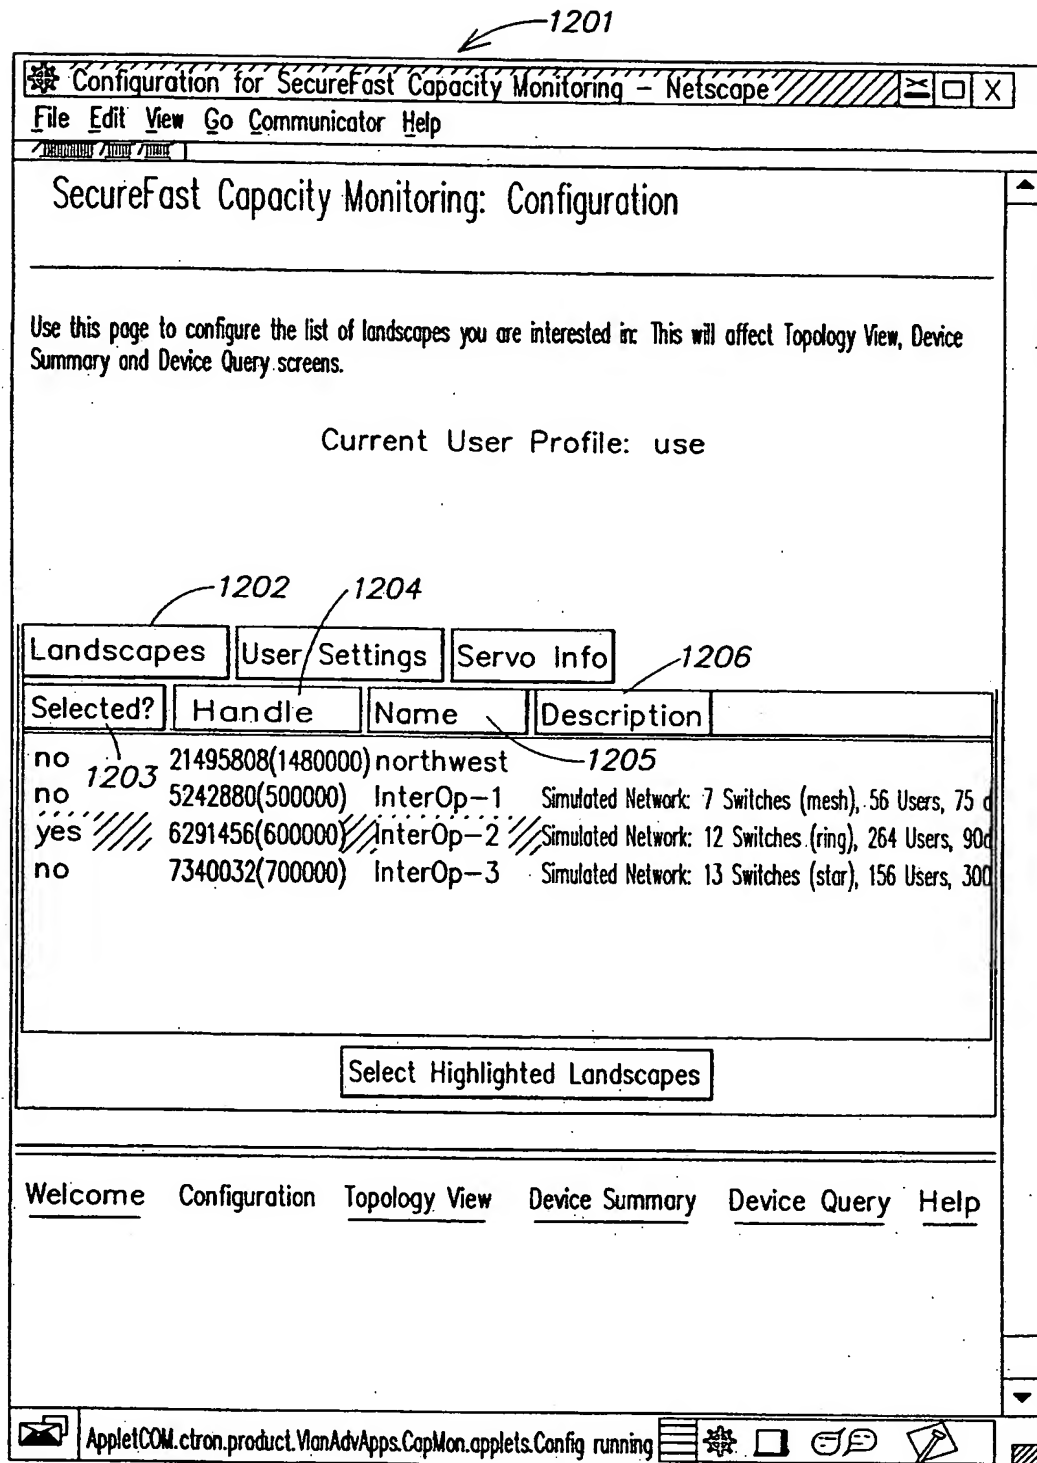 1201
Configuration for SecureFast Capacity Monitoring – Netscape
File Edit View Go Communicator Help
SecureFast Capacity Monitoring: Configuration
Use this page to configure the list of landscapes you are interested in: This will affect Topology View, Device
Summary and Device Query screens.
Current User Profile: use
1202 1204
Landscapes User Settings Servo Info 1206
Selected? Handle Name Description
no 21495808(1480000) northwest 1205
1203
no 5242880(500000) InterOp–1 Simulated Network: 7 Switches (mesh), 56 Users, 75 d
yes 6291456(600000) InterOp–2 Simulated Network: 12 Switches (ring), 264 Users, 90d
no 7340032(700000) InterOp–3 Simulated Network: 13 Switches (star), 156 Users, 300
Select Highlighted Landscapes
Welcome Configuration Topology View Device Summary Device Query Help
AppletCOM.ctron.product.VlanAdvApps.CapMon.applets.Config running